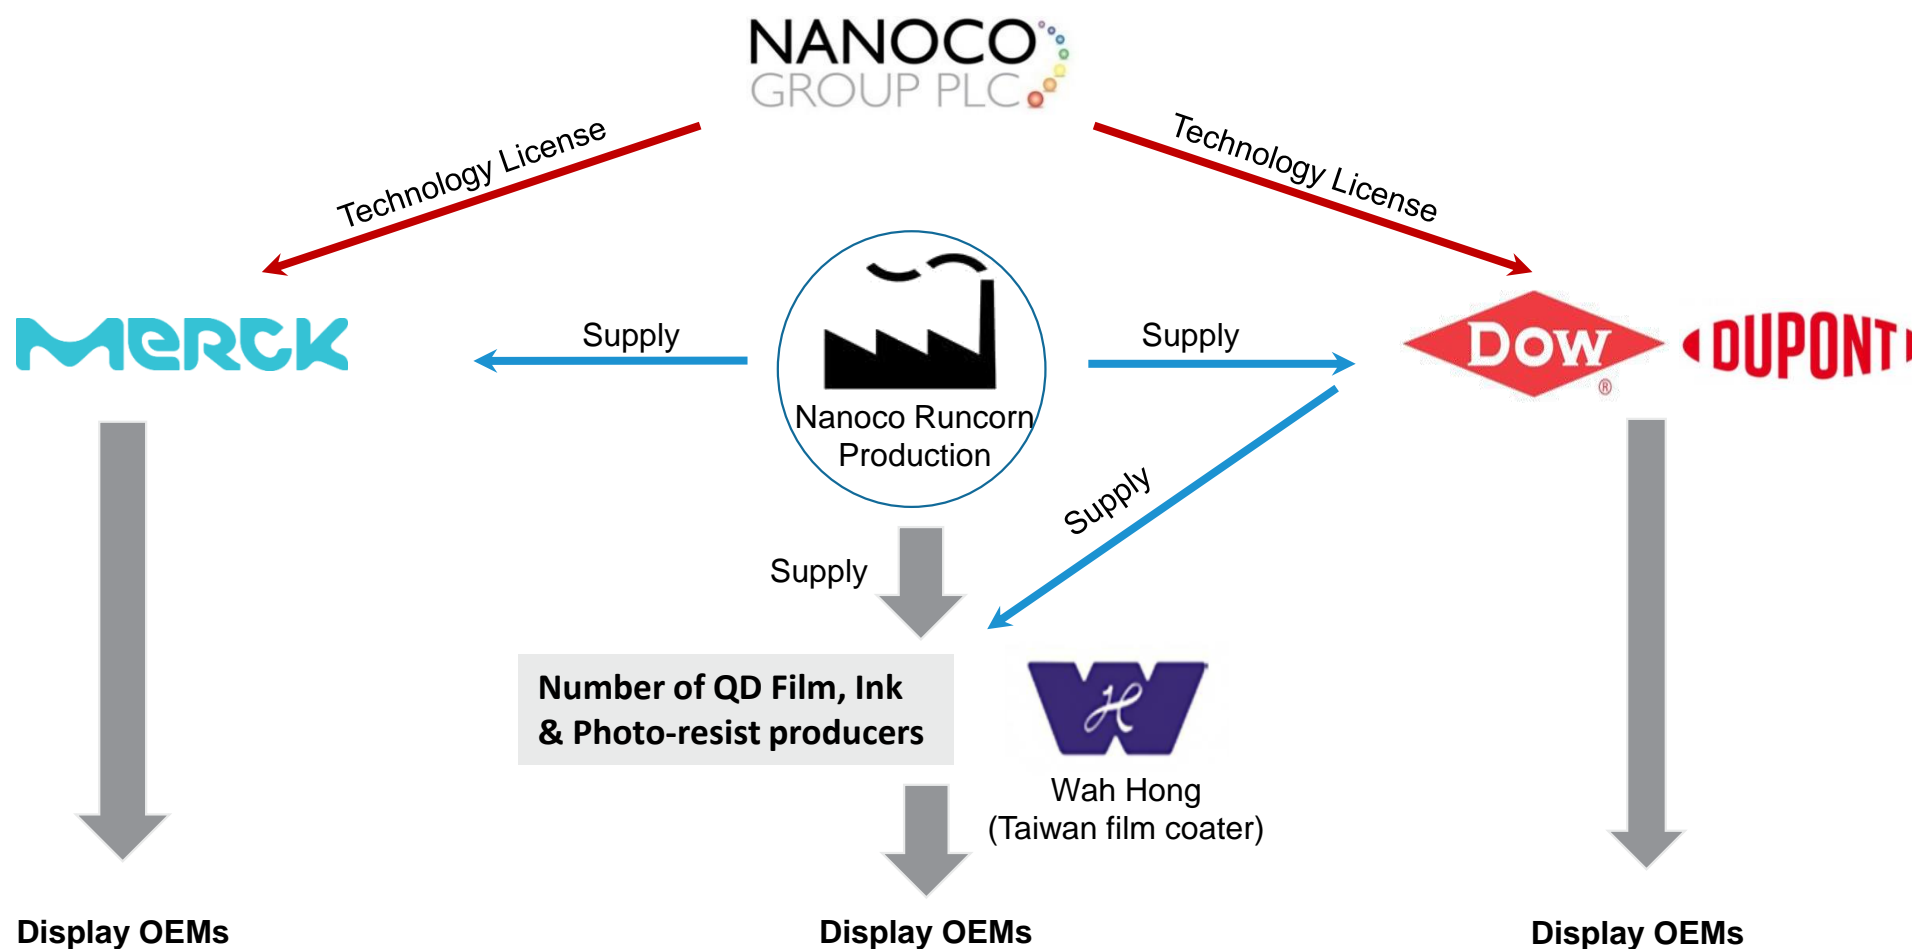 NANOCO
GROUP PLC
Technology License
Technology License
MERCK
Supply
Supply
DOW
®
DUPONT
Nanoco Runcorn
Production
Supply
Supply
Number of QD Film, Ink
& Photo-resist producers
WH
Wah Hong
(Taiwan film coater)
Display OEMs
Display OEMs
Display OEMs